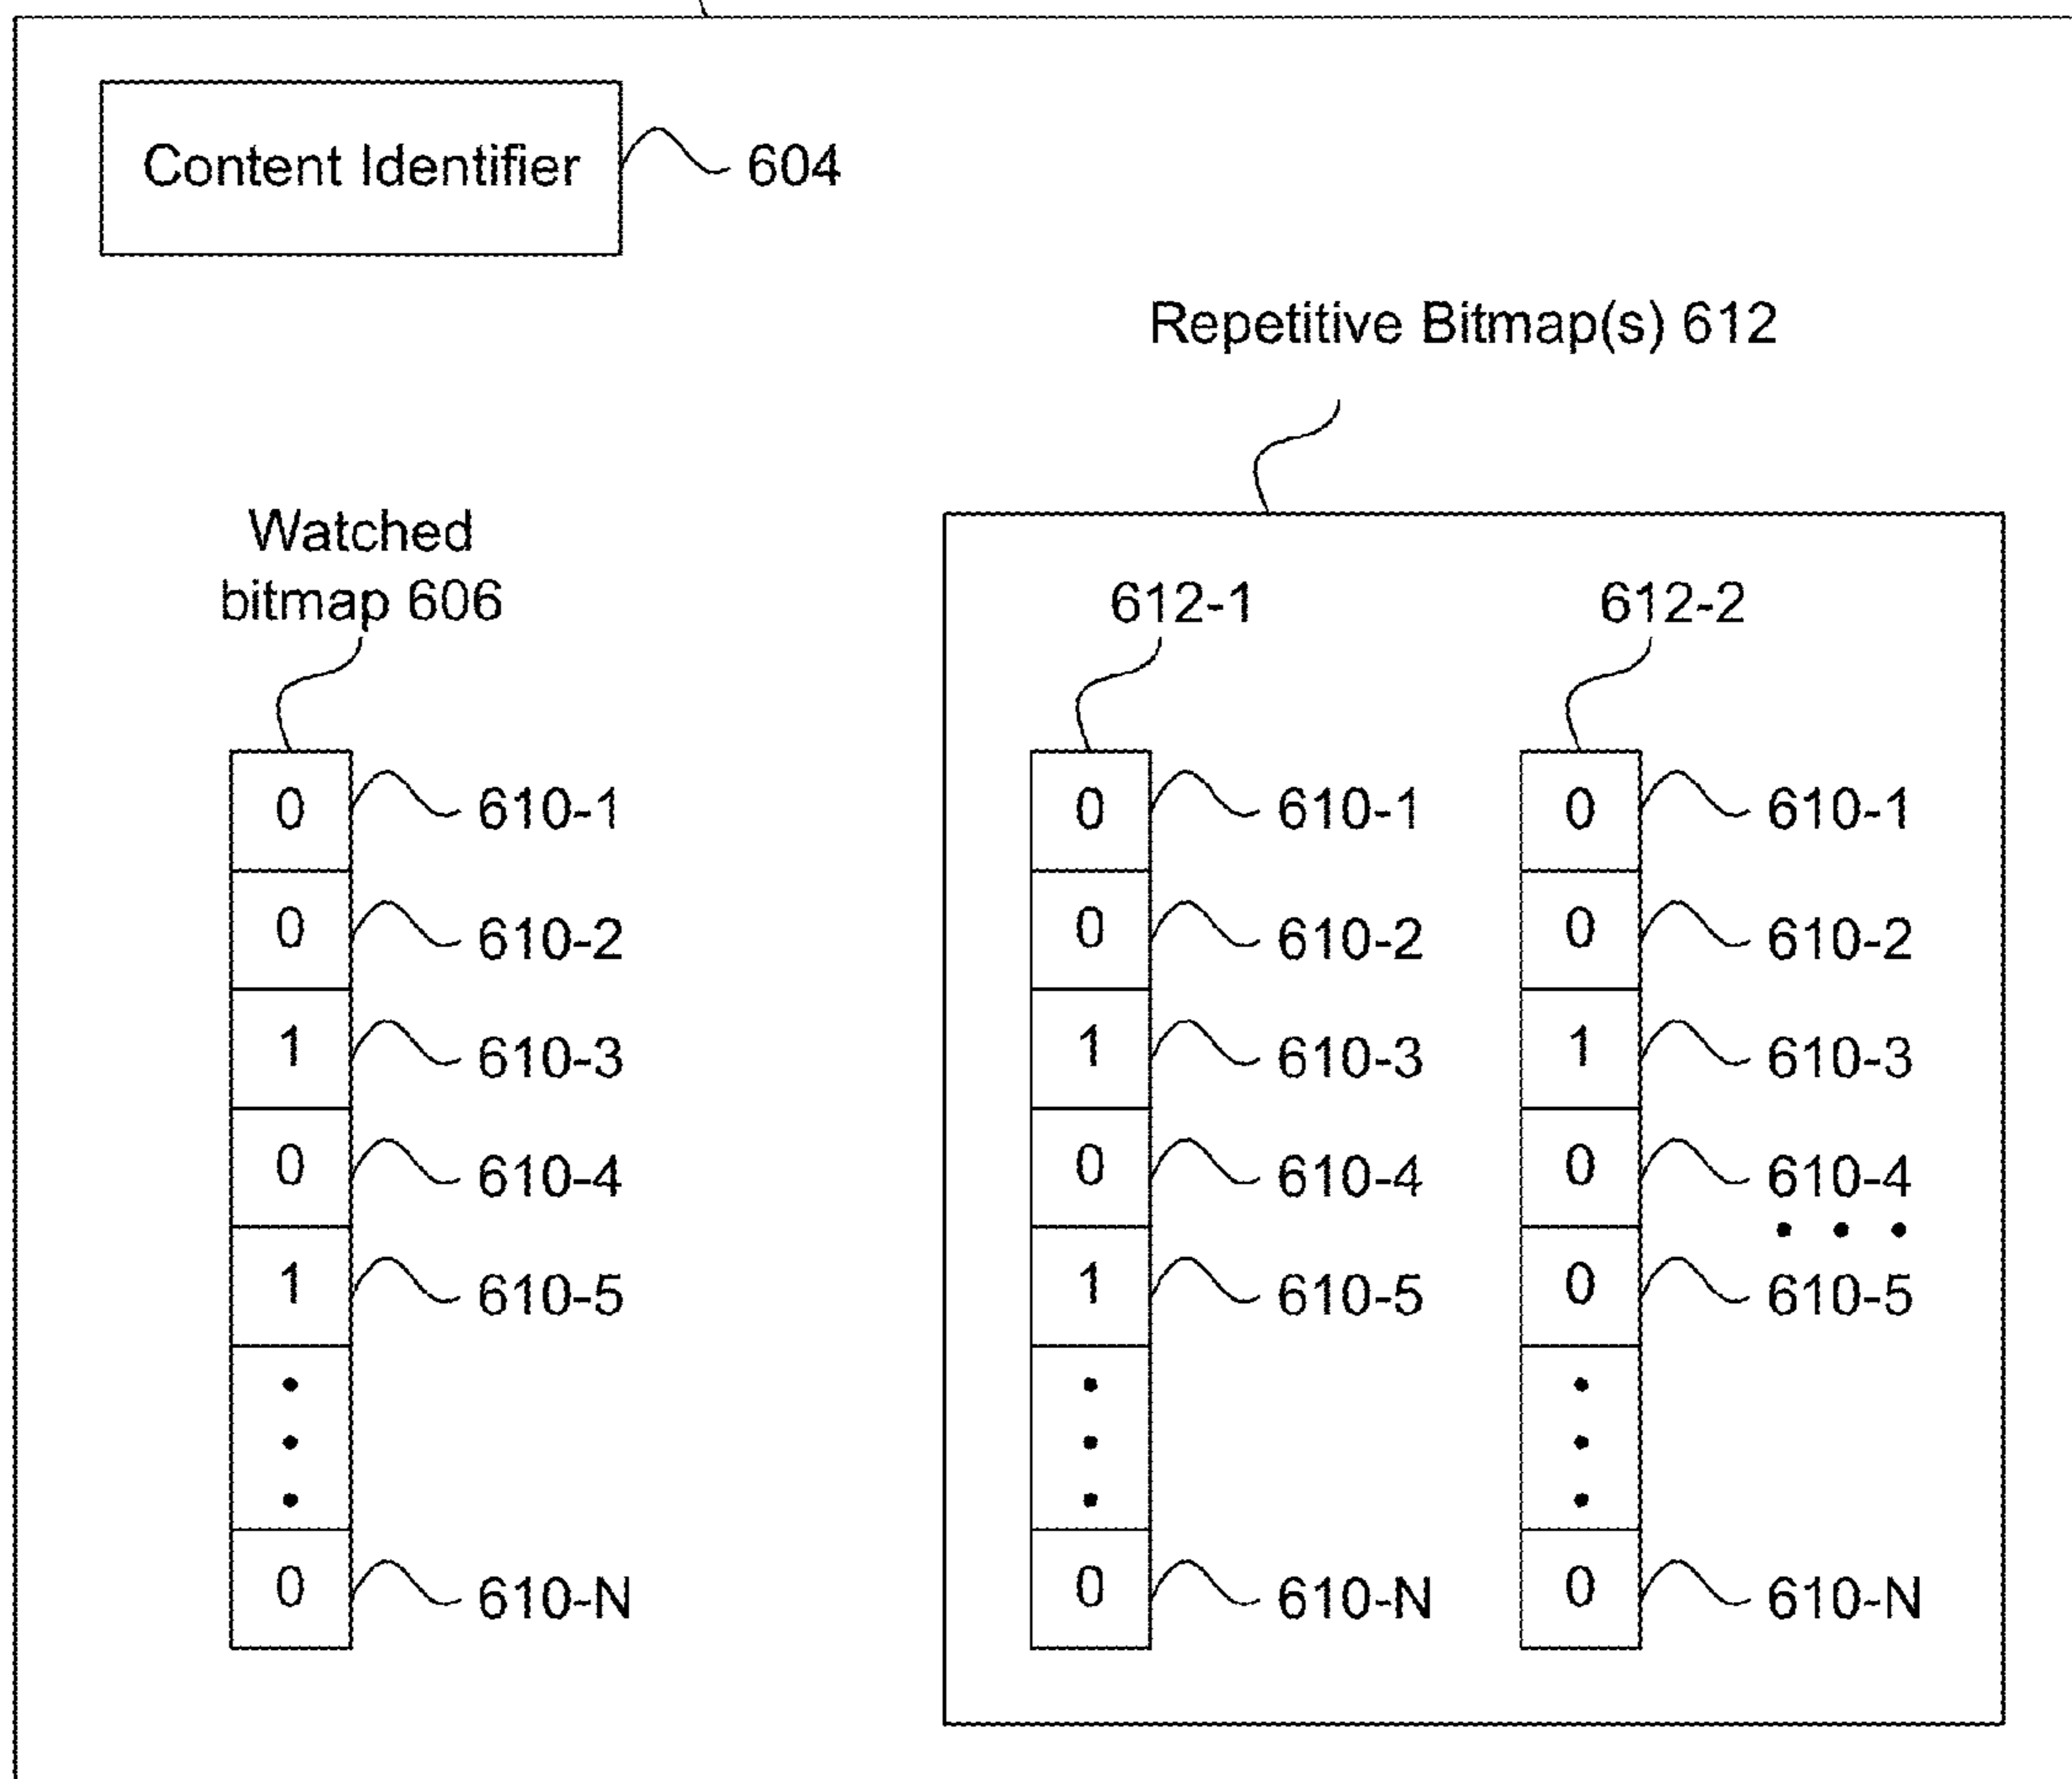 Content Identifier 604
Repetitive Bitmap(s) 612
Watched
bitmap 606
612-1 612-2
0 610-1 0 610-1 0 610-1
0 610-2 0 610-2 0 610-2
1 610-3 1 610-3 1 610-3
0 610-4 0 610-4 0 610-4
1 610-5 1 610-5 0 610-5
0 610-N 0 610-N 0 610-N